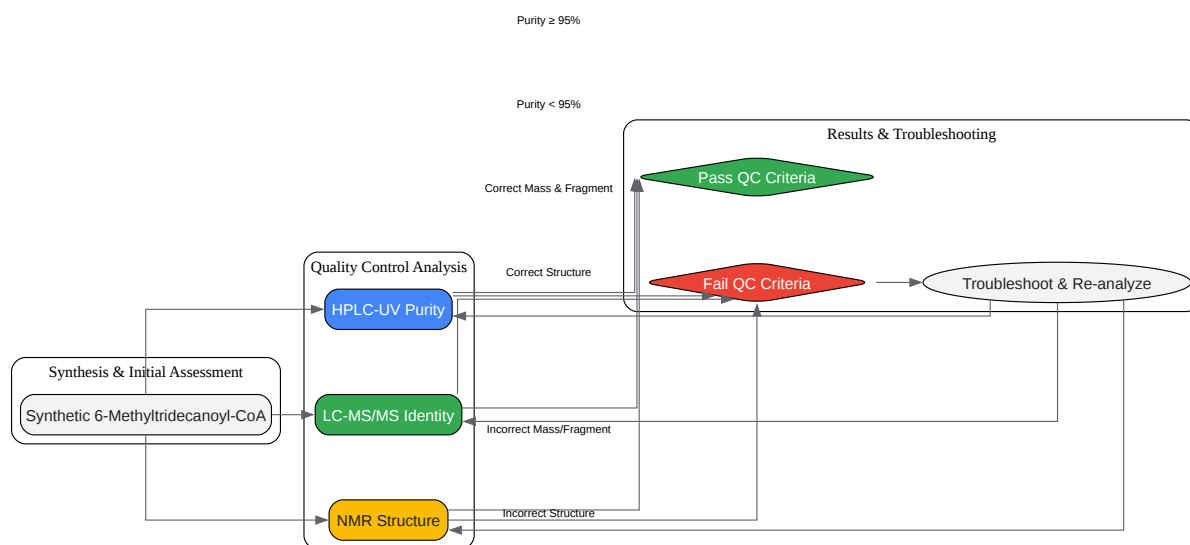 Purity ≥ 95%
Purity < 95%
Results & Troubleshooting
Pass QC Criteria
Correct Mass & Fragment
Quality Control Analysis
Correct Structure
Fail QC Criteria
Troubleshoot & Re-analyze
HPLC-UV Purity
Synthesis & Initial Assessment
Synthetic 6-Methyltridecanoyl-CoA
LC-MS/MS Identity
Incorrect Mass/Fragment
NMR Structure
Incorrect Structure